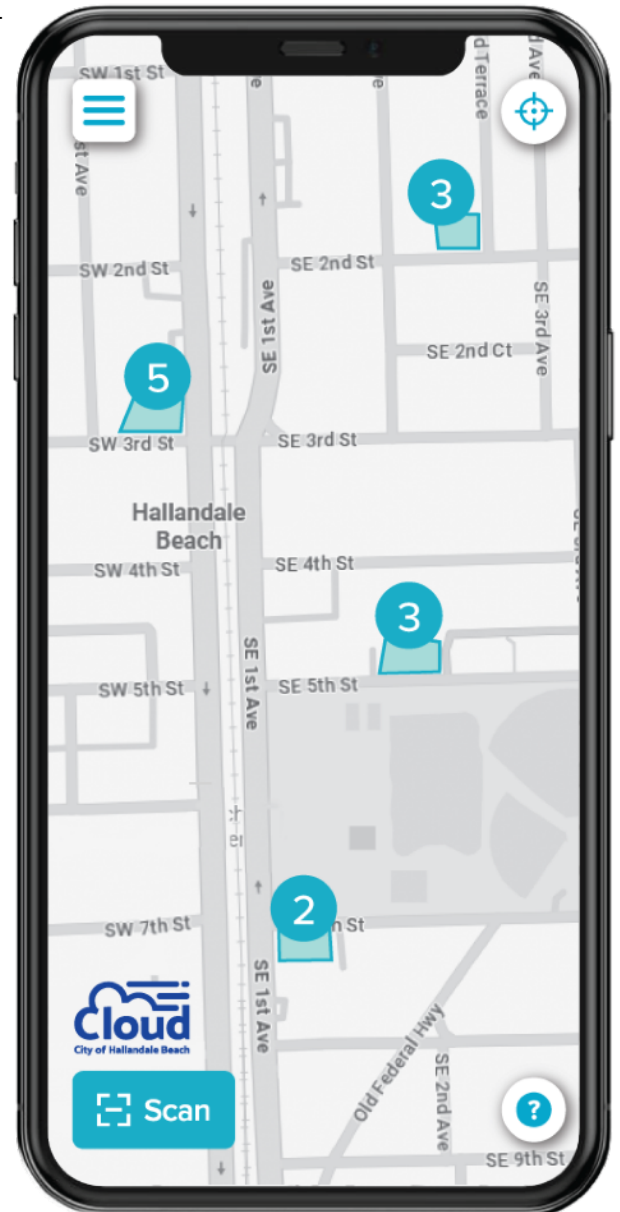 SW 1st St
d Terrace
d Ave
st Ave
3
SW 2nd St
SE 2nd St
SE 1st Ave
SE 3rd Ave
SE 2nd Ct
5
SW 3rd St
SE 3rd St
Hallandale
Beach
SW 4th St
SE 4th St
3
SE 1st Ave
SW 5th St
SE 5th St
2
SW 7th St
h St
SE 1st Ave
Cloud
City of Hallandale Beach
Old Federal Hwy
SE 2nd Ave
Scan
?
SE 9th St